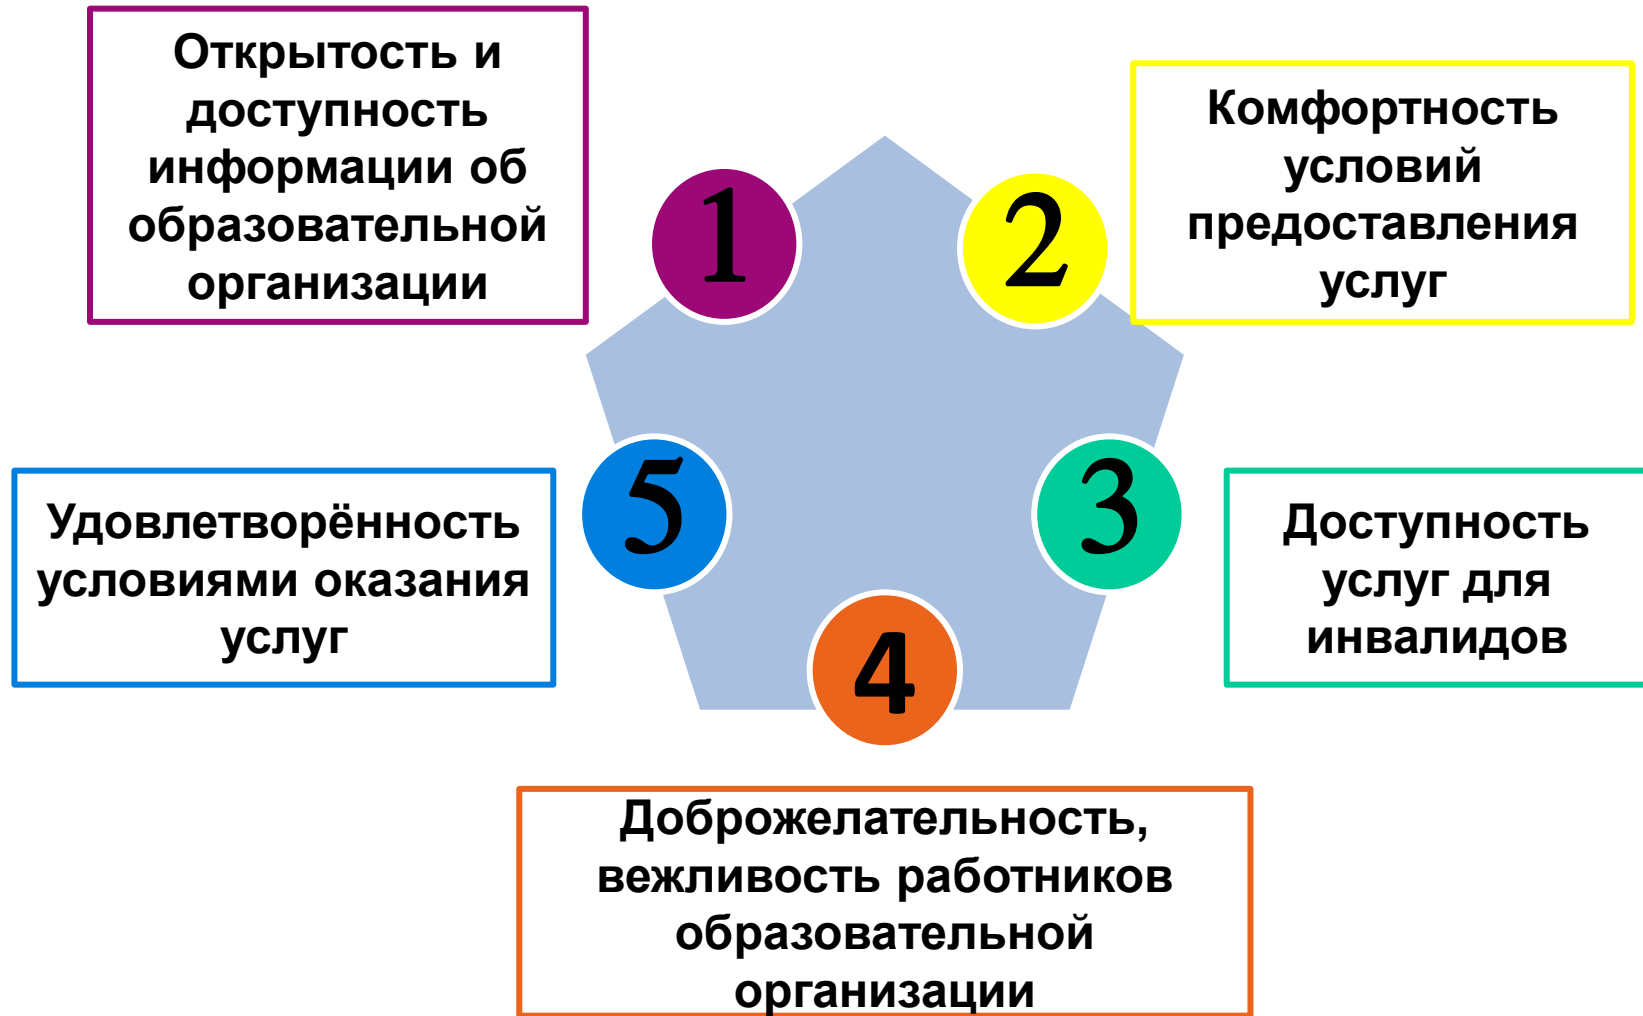 Открытость и
доступность
информации об
образовательной
организации
1
2
Комфортность
условий
предоставления
услуг
5
3
Удовлетворённость
условиями оказания
услуг
Доступность
услуг для
инвалидов
4
Доброжелательность,
вежливость работников
образовательной
организации